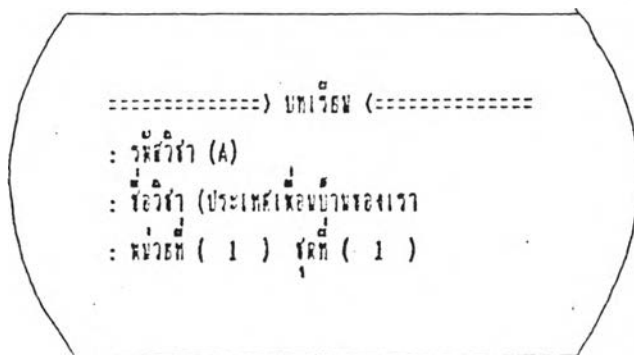 =============) บทเรียน (=============
: รหัสวิชา (A)
: ชื่อวิชา (ประเทศเพื่อนบ้านของเรา
: หน่วยที่ ( 1 ) ชุดที่ ( 1 )